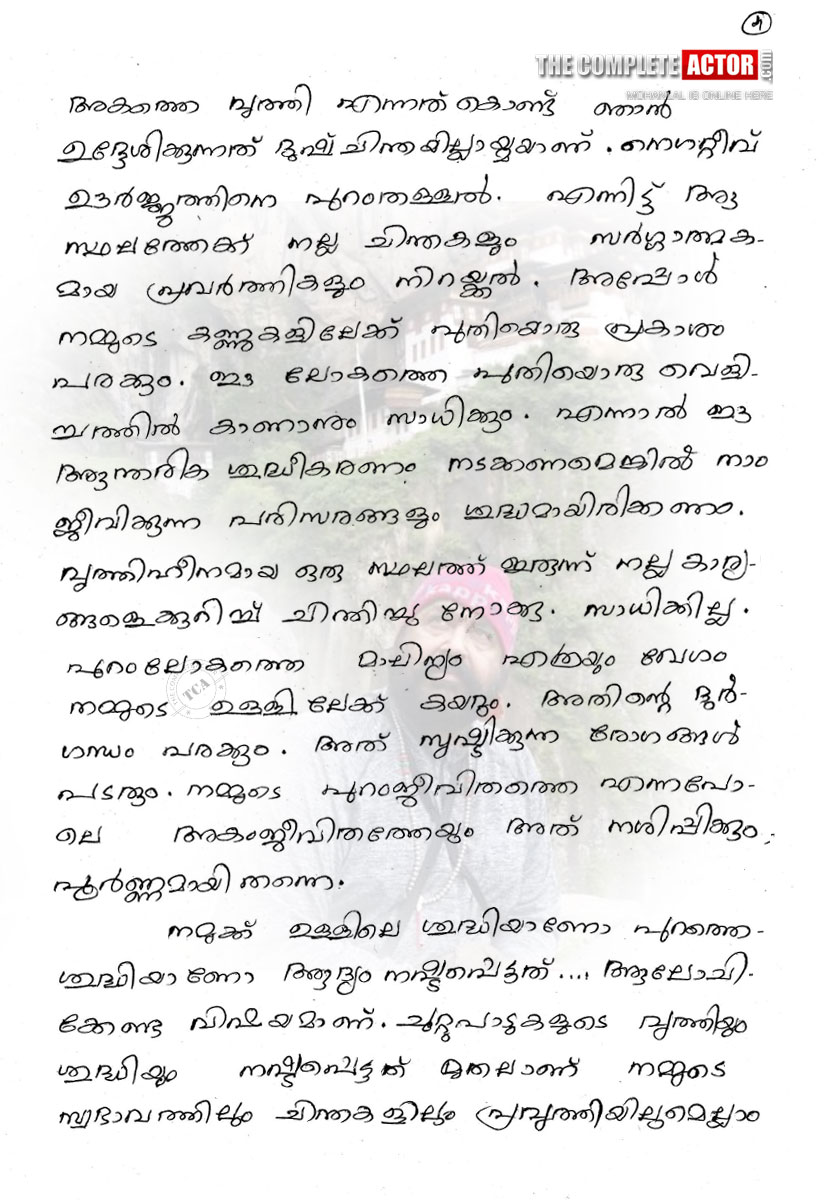 ൯
THE COMPLETE ACTOR .COM
MOHANLAL IS ONLINE HERE
അകത്തെ വൃത്തി എന്നത് കൊണ്ട് ഞാൻ
ഉദ്ദേശിക്കുന്നത് ദുഷ്ചിന്തയില്ലായ്മയാണ്. നെഗറ്റീവ്
ഊർജ്ജത്തിനെ പുറംതള്ളൽ. എന്നിട്ട് ആ
സ്ഥലത്തേക്ക് നല്ല ചിന്തകളും സർഗ്ഗാത്മക-
മായ പ്രവർത്തികളും നിറയ്ക്കൽ. അപ്പോൾ
നമ്മുടെ കണ്ണുകളിലേക്ക് പുതിയൊരു പ്രകാശം
പരക്കും. ഈ ലോകത്തെ പുതിയൊരു വെളി-
ച്ചത്തിൽ കാണാനും സാധിക്കും. എന്നാൽ ഈ
ആന്തരിക ശുദ്ധീകരണം നടക്കണമെങ്കിൽ നാം
ജീവിക്കുന്ന പരിസരങ്ങളും ശുദ്ധമായിരിക്കണം.
വൃത്തിഹീനമായ ഒരു സ്ഥലത്ത് ഇരുന്ന് നല്ല കാര്യ-
ങ്ങളെക്കുറിച്ച് ചിന്തിച്ചു നോക്കൂ. സാധിക്കില്ല.
പുറംലോകത്തെ മാലിന്യം എത്രയും വേഗം
നമ്മുടെ ഉള്ളിലേക്ക് കയറും. അതിന്റെ ദുർ-
ഗന്ധം പരക്കും. അത് സൃഷ്ടിക്കുന്ന രോഗങ്ങൾ
പടരും. നമ്മുടെ പുറംജീവിതത്തെ എന്നപോ-
ലെ അകംജീവിതത്തേയും അത് നശിപ്പിക്കും.
പൂർണ്ണമായി തന്നെ.
നമുക്ക് ഉള്ളിലെ ശുദ്ധിയാണോ പുറത്തെ-
ശുദ്ധിയാണോ ആദ്യം നഷ്ടപ്പെട്ടത്.... ആലോചി-
ക്കേണ്ട വിഷയമാണ്. ചുറ്റുപാടുകളുടെ വൃത്തിയും
ശുദ്ധിയും നഷ്ടപ്പെട്ടത് മുതലാണ് നമ്മുടെ
സ്വഭാവത്തിലും ചിന്തകളിലും പ്രവൃത്തിയിലുമെല്ലാം
TCA